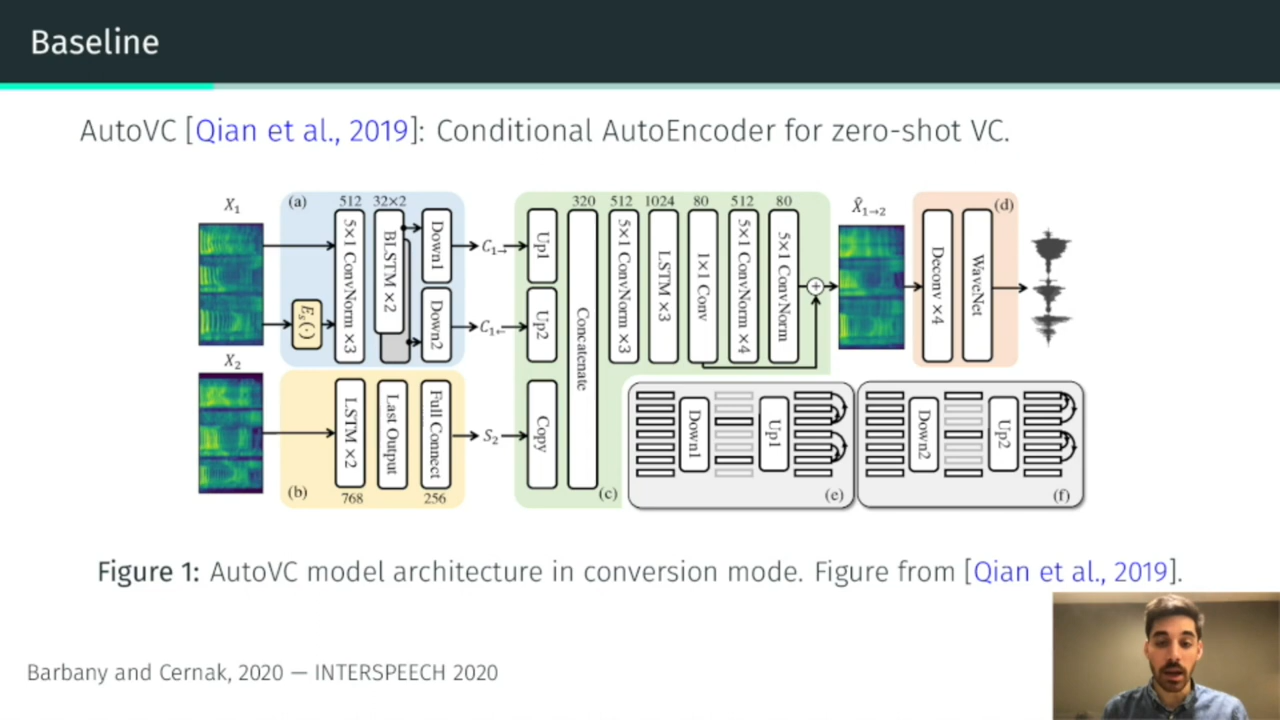 Baseline
AutoVC [Qian et al., 2019]: Conditional AutoEncoder for zero-shot VC.
X₁
(a)
512
32×2
E_s(·)
5×1 ConvNorm ×3
BLSTM ×2
Down1
Down2
C₁→
C₁←
X₂
(b)
LSTM ×2
Last Output
Full Connect
768
256
S₂
320
512
1024
80
512
80
Up1
Up2
Copy
Concatenate
5×1 ConvNorm ×3
LSTM ×3
1×1 Conv
5×1 ConvNorm ×4
5×1 ConvNorm
(c)
X̂₁→₂
(d)
Deconv ×4
WaveNet
Down1
Up1
(e)
Down2
Up2
(f)
Figure 1: AutoVC model architecture in conversion mode. Figure from [Qian et al., 2019].
Barbany and Cernak, 2020 — INTERSPEECH 2020